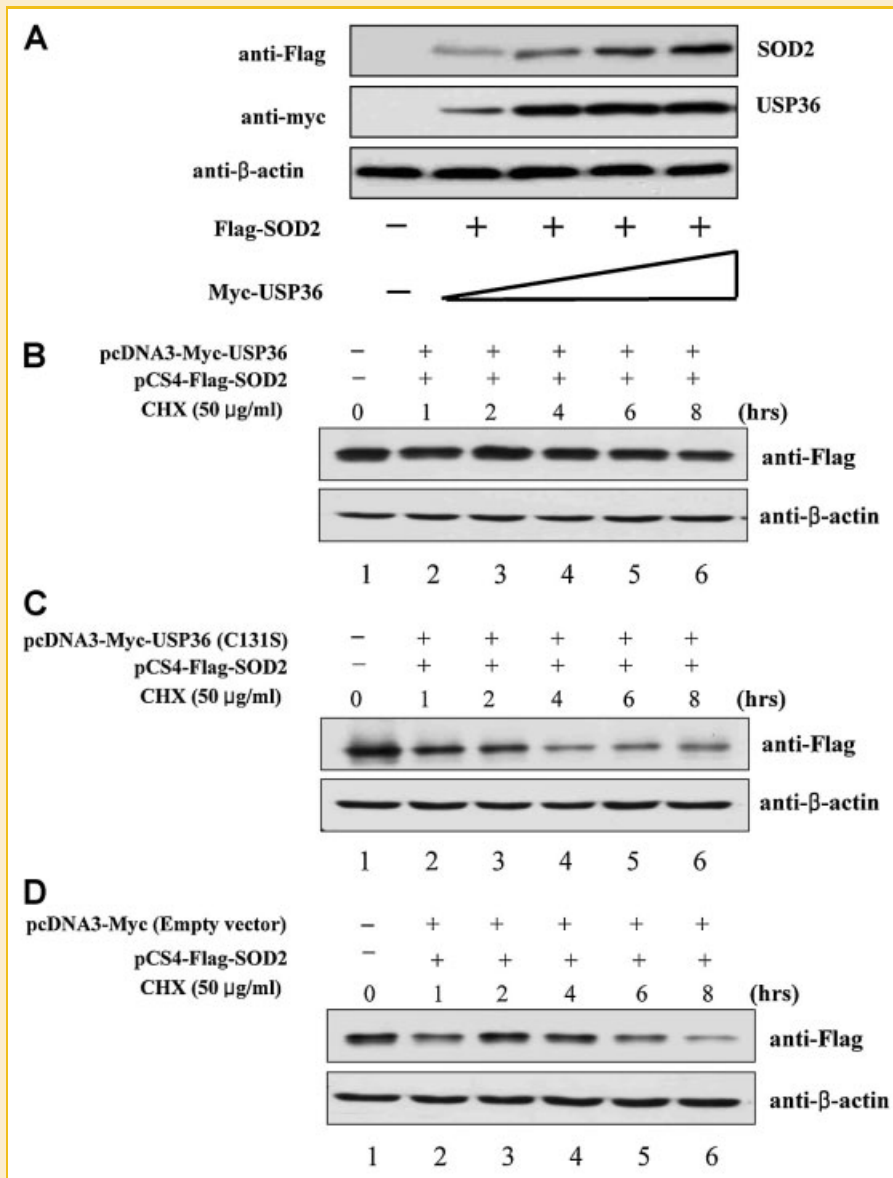 A
anti-Flag SOD2
anti-myc USP36
anti-β-actin
Flag-SOD2 − + + + +
Myc-USP36 −
B
pcDNA3-Myc-USP36 − + + + + +
pCS4-Flag-SOD2 − + + + + +
CHX (50 μg/ml) 0 1 2 4 6 8 (hrs)
anti-Flag
anti-β-actin
1 2 3 4 5 6
C
pcDNA3-Myc-USP36 (C131S) − + + + + +
pCS4-Flag-SOD2 − + + + + +
CHX (50 μg/ml) 0 1 2 4 6 8 (hrs)
anti-Flag
anti-β-actin
1 2 3 4 5 6
D
pcDNA3-Myc (Empty vector) − + + + + +
pCS4-Flag-SOD2 − + + + + +
CHX (50 μg/ml) 0 1 2 4 6 8 (hrs)
anti-Flag
anti-β-actin
1 2 3 4 5 6